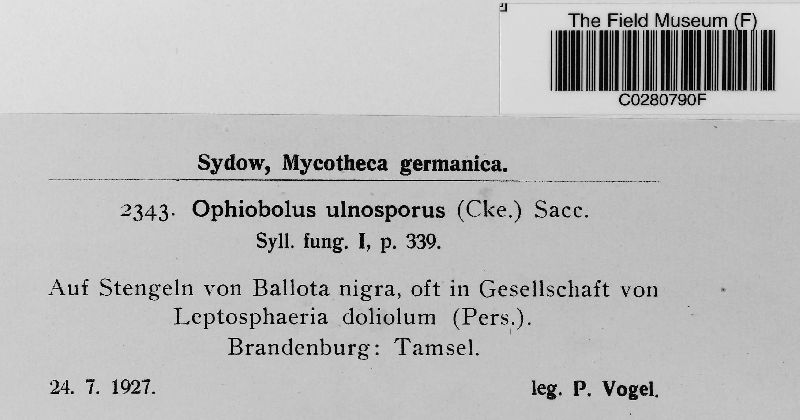 The Field Museum (F)
C0280790F
Sydow, Mycotheca germanica.
2343. Ophiobolus ulnosporus (Cke.) Sacc.
Syll. fung. I, p. 339.
Auf Stengeln von Ballota nigra, oft in Gesellschaft von
Leptosphaeria doliolum (Pers.).
Brandenburg: Tamsel.
24. 7. 1927. leg. P. Vogel.